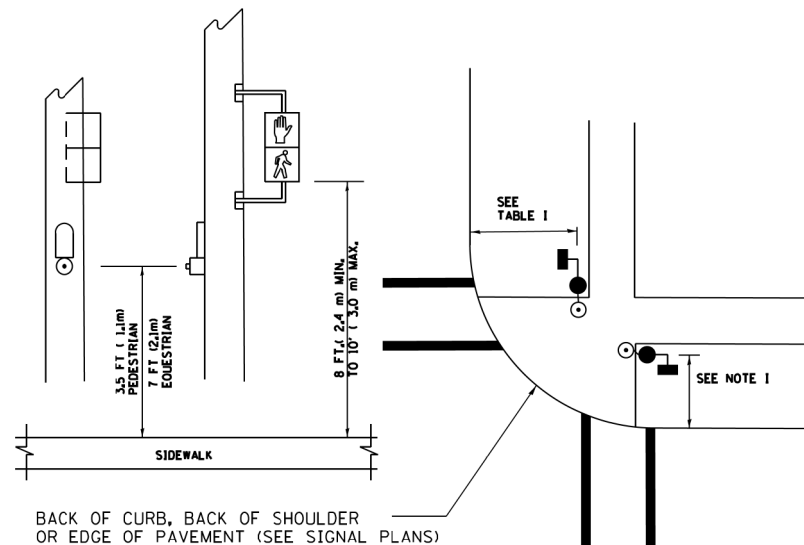 3.5 FT ( 1.1m)
PEDESTRIAN
7 FT (2.1m)
EQUESTRIAN
8 FT.( 2.4 m) MIN.
TO 10' ( 3.0 m) MAX.
SIDEWALK
SEE
TABLE I
SEE NOTE I
BACK OF CURB, BACK OF SHOULDER
OR EDGE OF PAVEMENT (SEE SIGNAL PLANS)